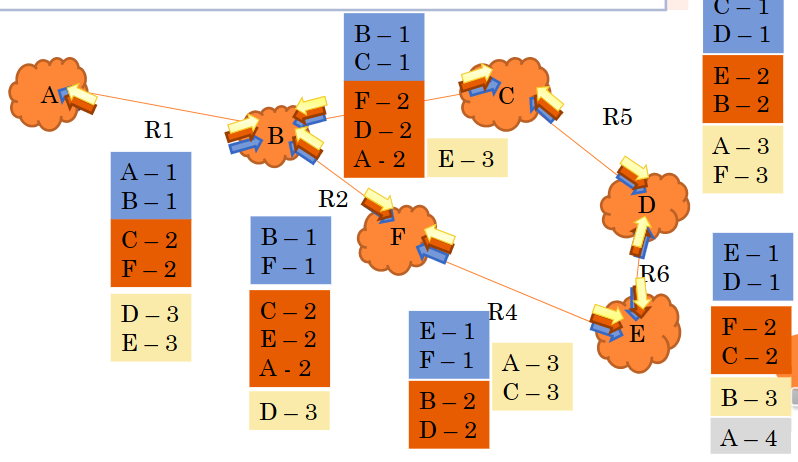 C – 1
D – 1
E – 2
B – 2
A – 3
F – 3
B – 1
C – 1
F – 2
D – 2
A - 2
E – 3
A
B
C
R1
R5
A – 1
B – 1
C – 2
F – 2
D – 3
E – 3
R2
D
F
B – 1
F – 1
C – 2
E – 2
A - 2
D – 3
R6
E – 1
D – 1
F – 2
C – 2
B – 3
A – 4
R4
E
E – 1
F – 1
B – 2
D – 2
A – 3
C – 3